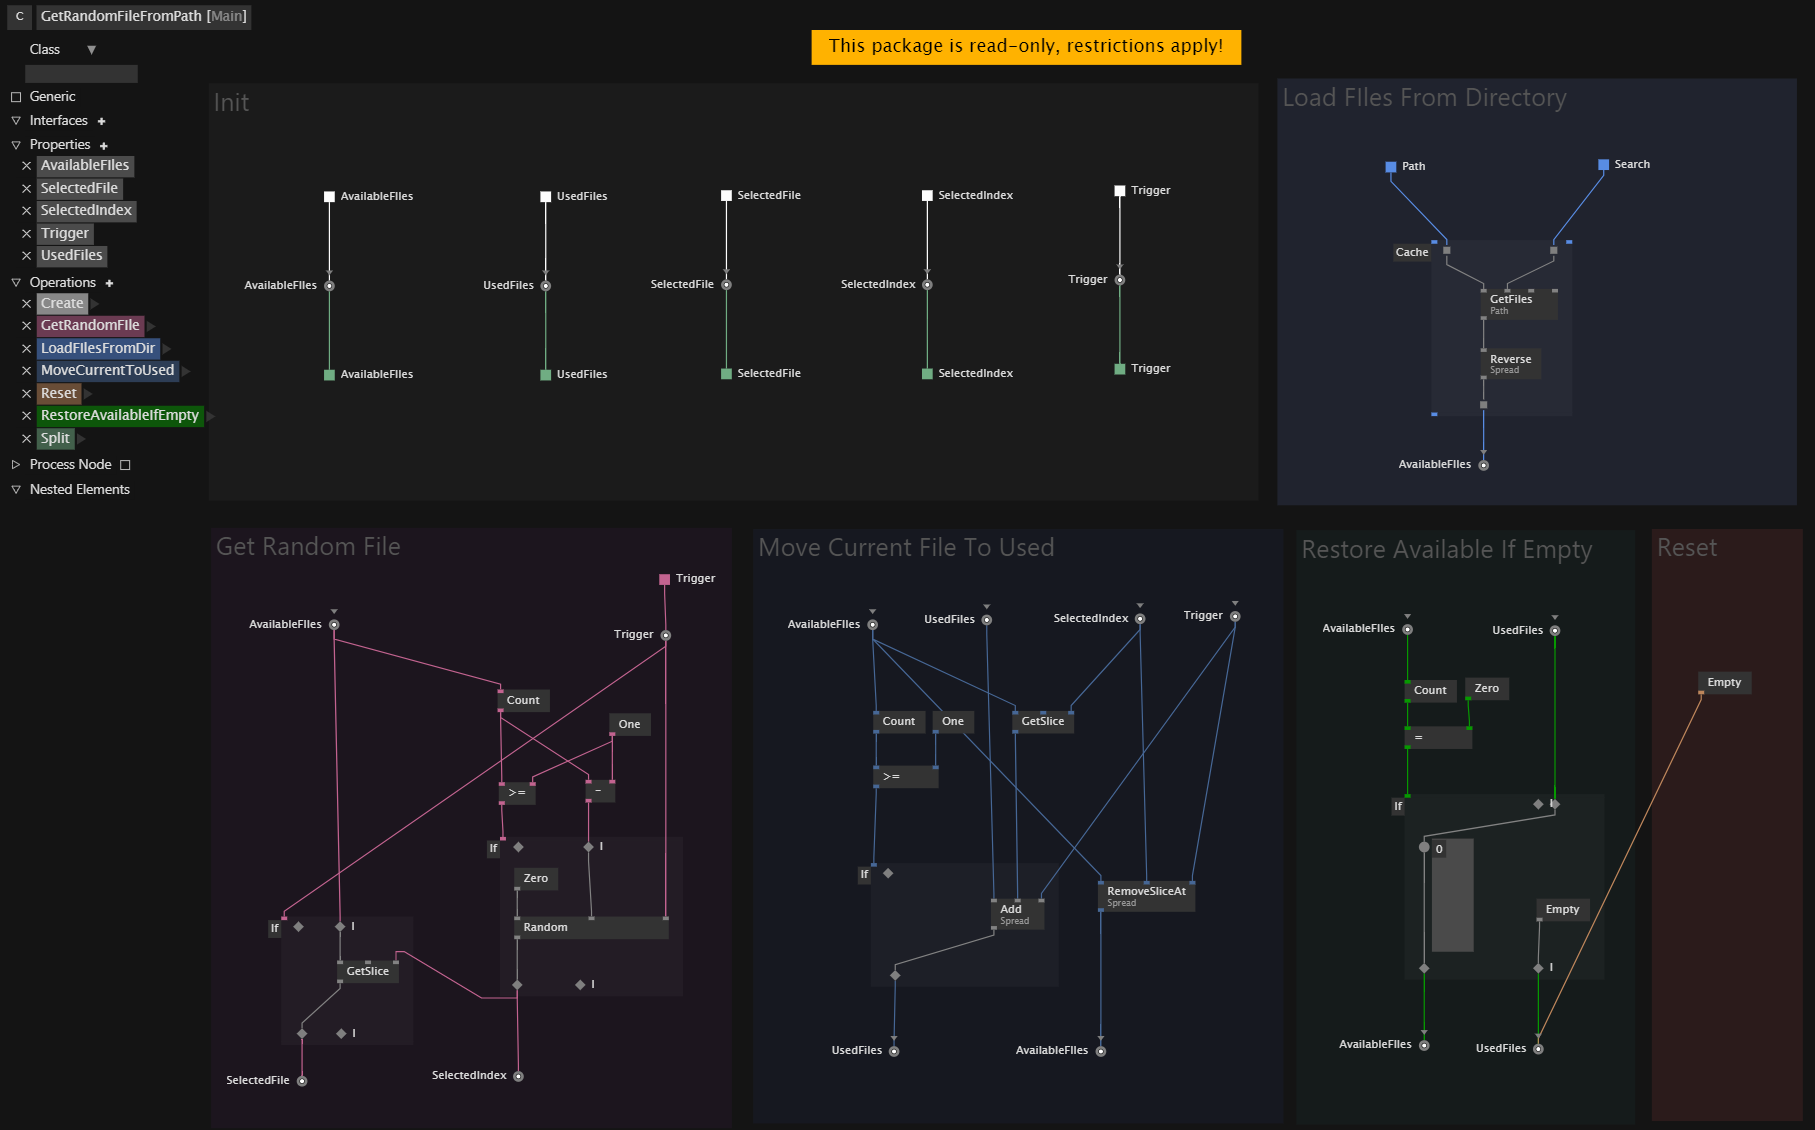 C GetRandomFileFromPath [Main]
This package is read-only, restrictions apply!
Class
Generic
Interfaces +
Properties +
AvailableFIles
SelectedFile
SelectedIndex
Trigger
UsedFiles
Operations +
Create
GetRandomFIle
LoadFIlesFromDir
MoveCurrentToUsed
Reset
RestoreAvailableIfEmpty
Split
Process Node
Nested Elements
Init
AvailableFIles
UsedFiles
SelectedFile
SelectedIndex
Trigger
AvailableFIles
UsedFiles
SelectedFile
SelectedIndex
Trigger
AvailableFIles
UsedFiles
SelectedFile
SelectedIndex
Trigger
Load FIles From Directory
Path
Search
Cache
GetFiles
Path
Reverse
Spread
AvailableFIles
Get Random File
Trigger
AvailableFIles
Trigger
Count
One
>=
-
If
I
Zero
Random
If
I
GetSlice
I
I
SelectedFile
SelectedIndex
Move Current File To Used
AvailableFIles
UsedFiles
SelectedIndex
Trigger
Count
One
GetSlice
>=
If
Add
Spread
RemoveSliceAt
Spread
UsedFiles
AvailableFIles
Restore Available If Empty
AvailableFIles
UsedFiles
Count
Zero
=
If
I
0
Empty
I
AvailableFIles
UsedFiles
Reset
Empty